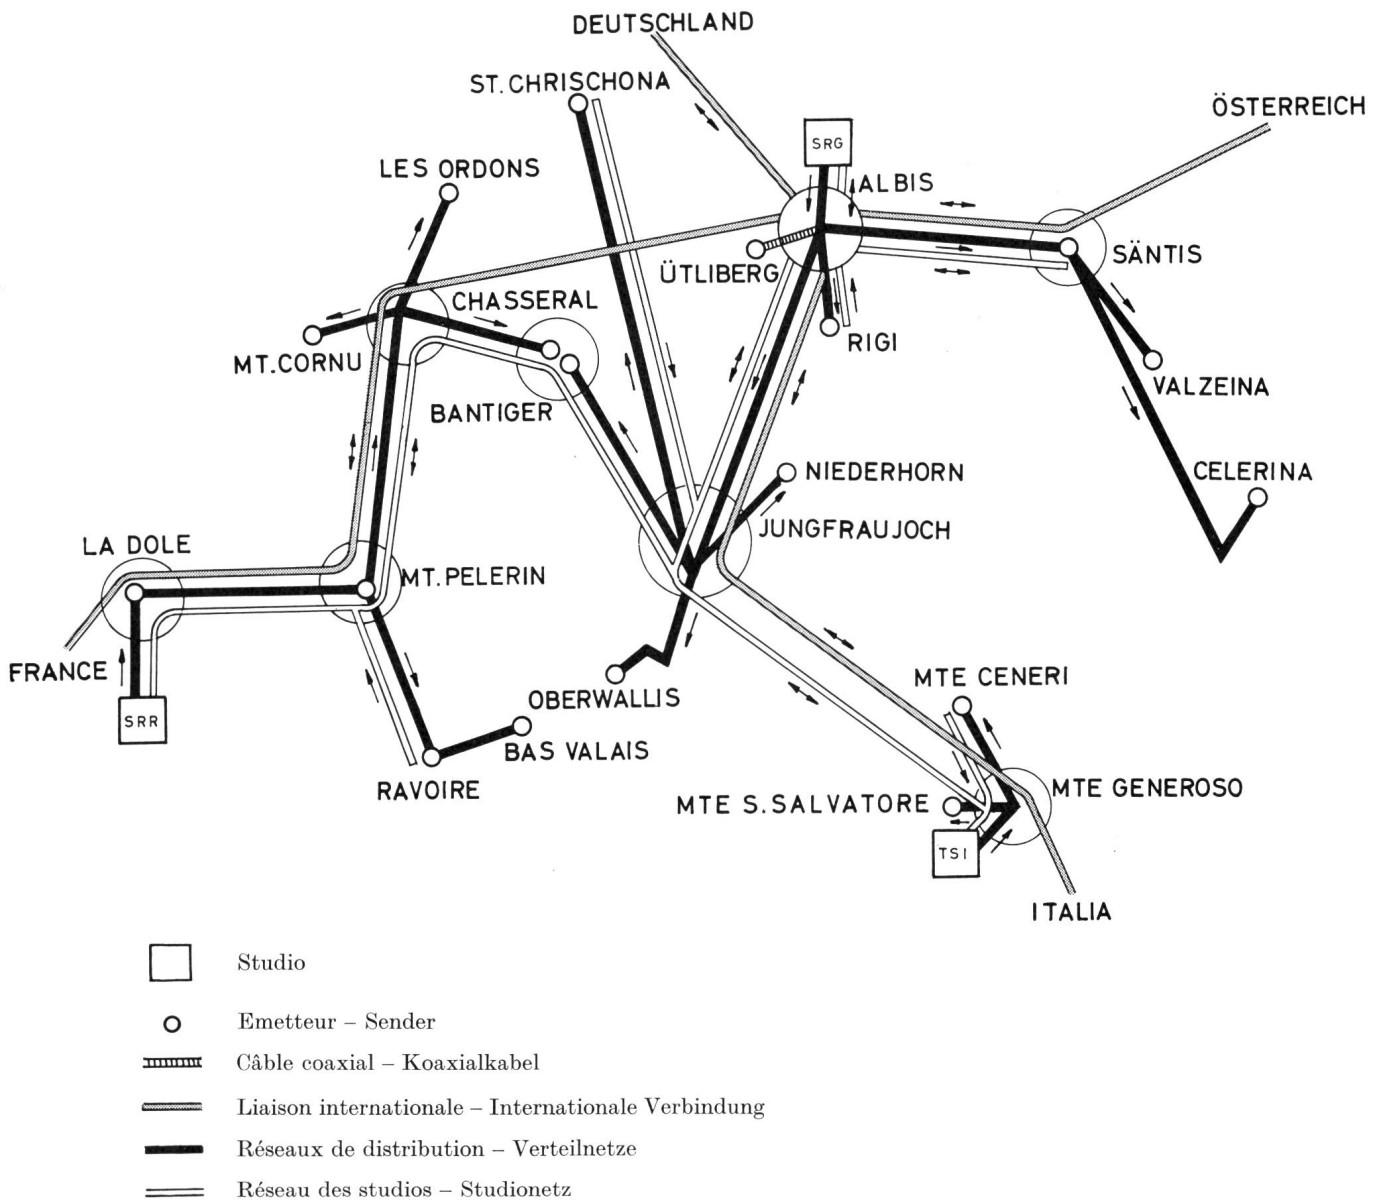 DEUTSCHLAND
ST. CHRISCHONA
ÖSTERREICH
SRG
LES ORDONS
ALBIS
SÄNTIS
ÜTLIBERG
CHASSERAL
RIGI
MT. CORNU
VALZEINA
BANTIGER
NIEDERHORN
CELERINA
JUNGFRAUJOCH
LA DOLE
MT. PELERIN
FRANCE
MTE CENERI
OBERWALLIS
SRR
BAS VALAIS
RAVOIRE
MTE S. SALVATORE
MTE GENEROSO
TSI
ITALIA
Studio
Emetteur – Sender
Câble coaxial – Koaxialkabel
Liaison internationale – Internationale Verbindung
Réseaux de distribution – Verteilnetze
Réseau des studios – Studionetz